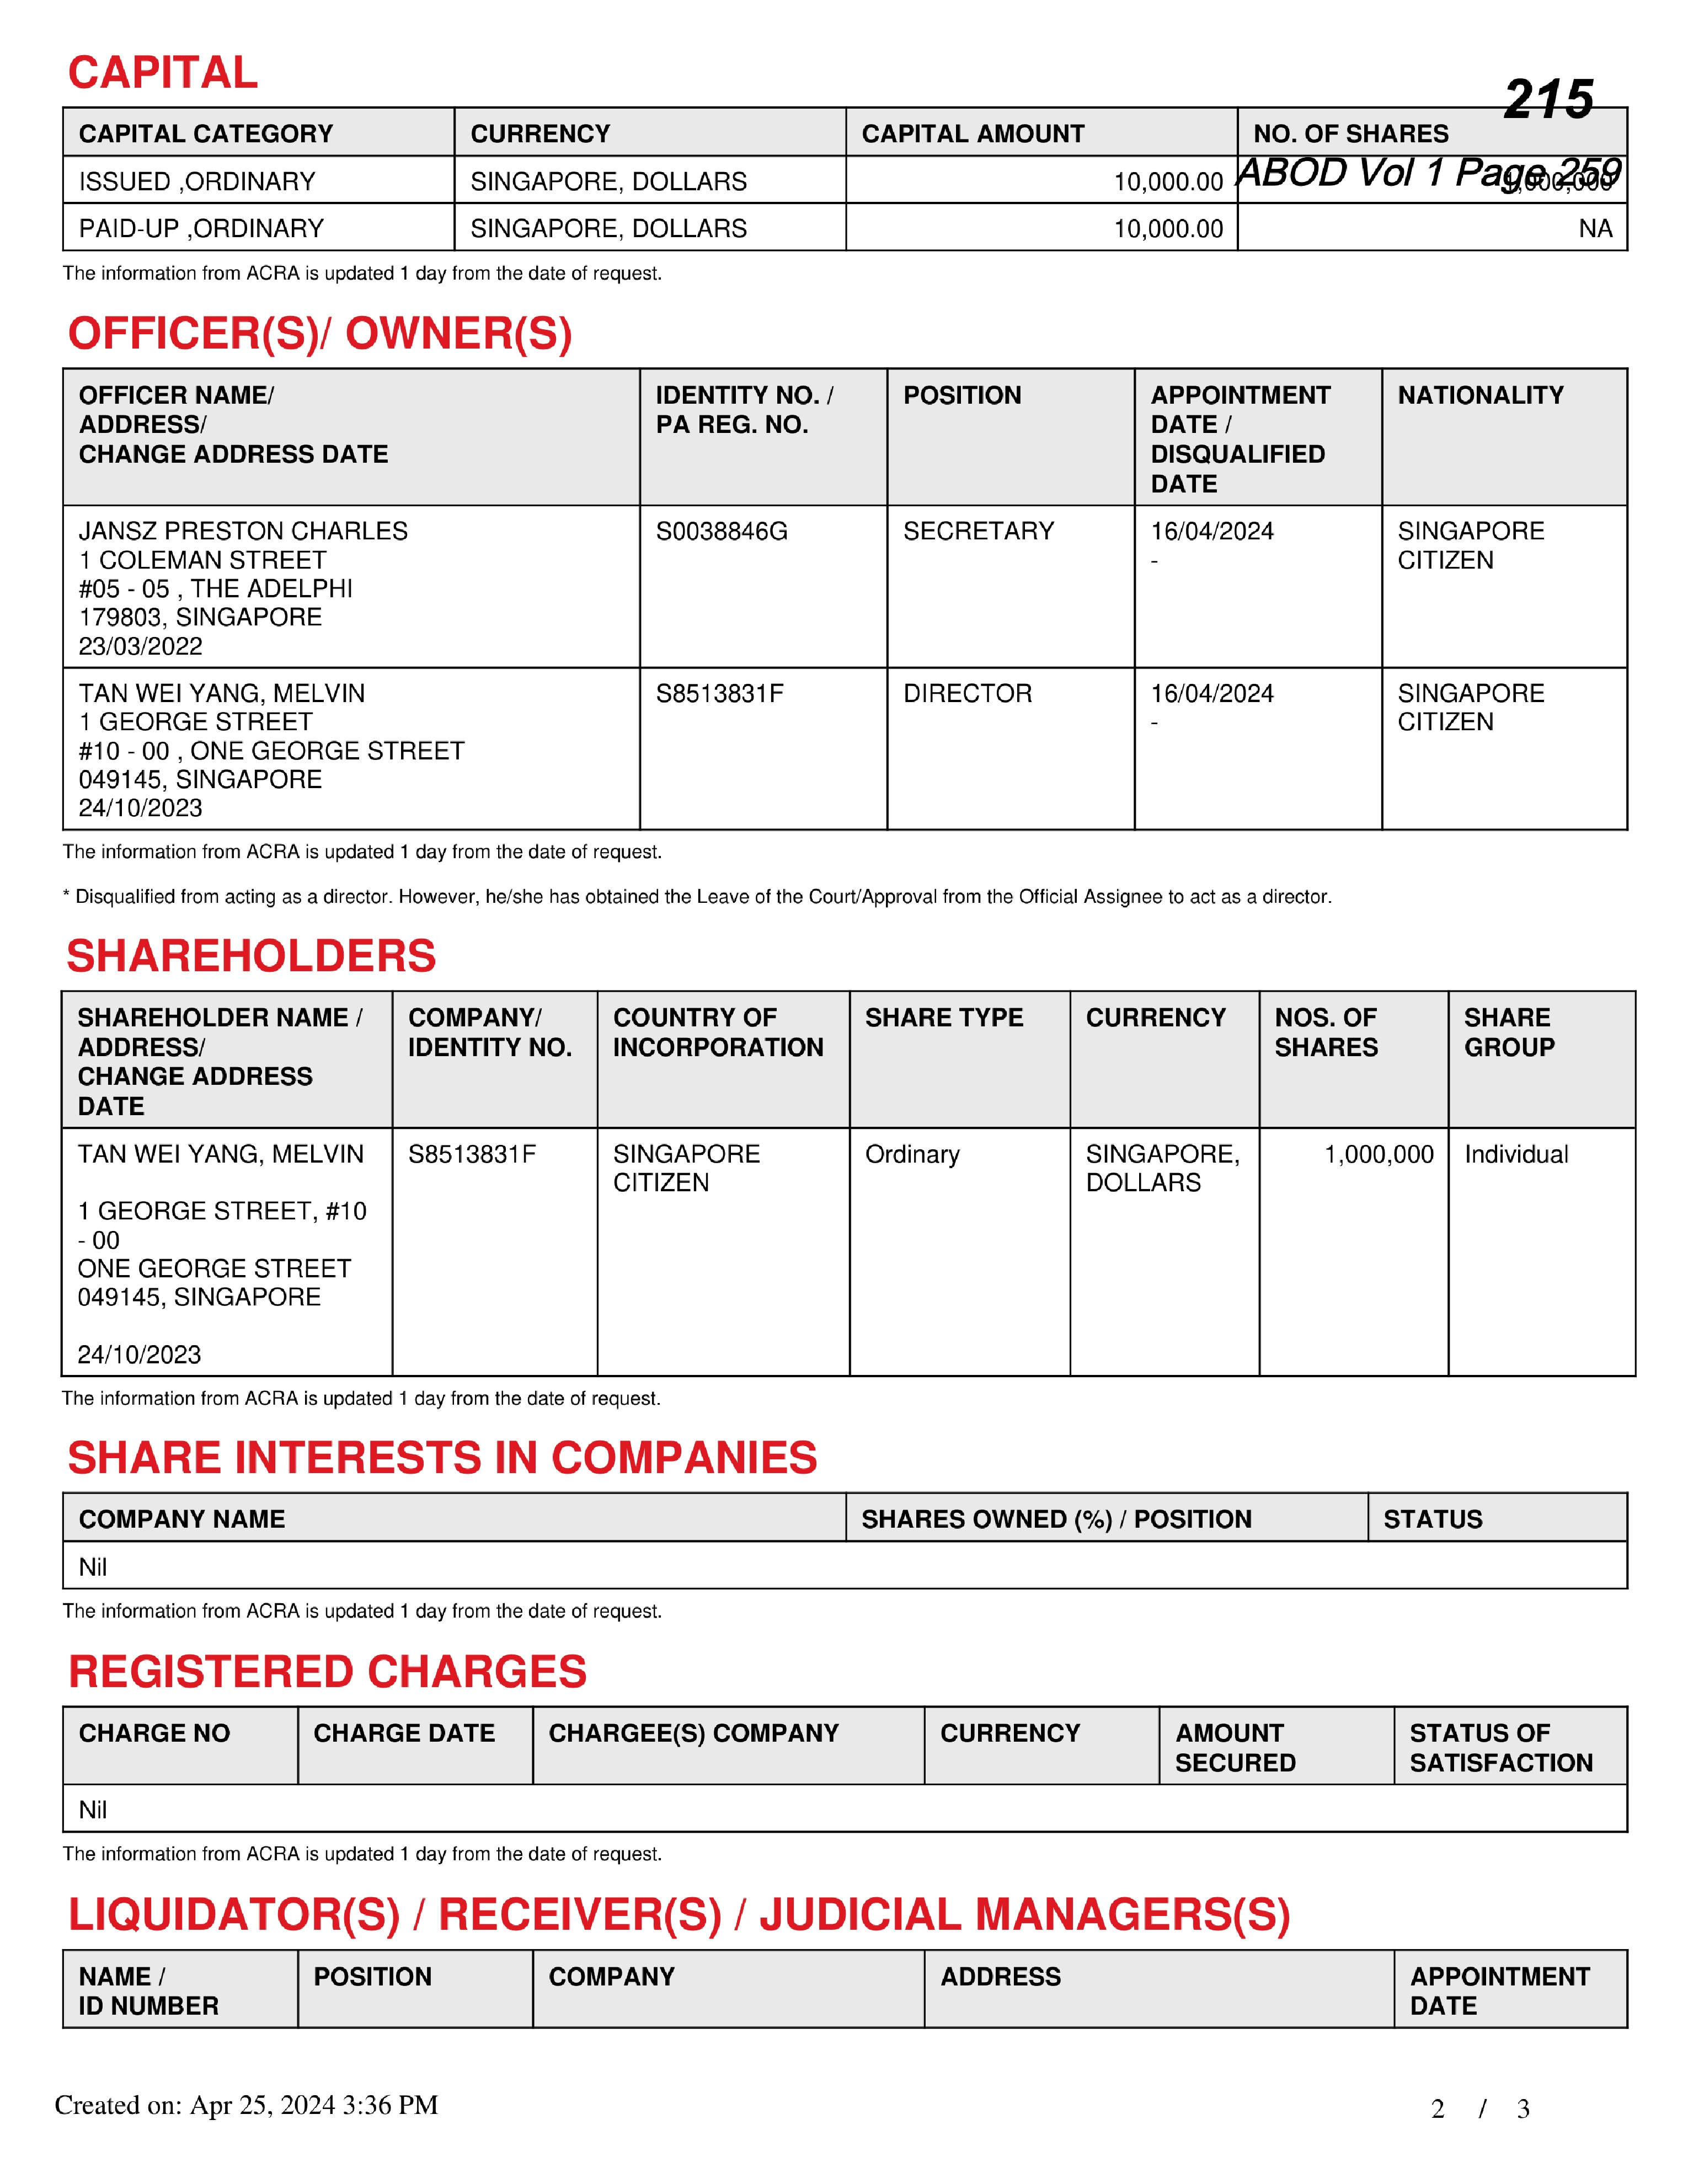 CAPITAL
215
CAPITAL CATEGORY CURRENCY CAPITAL AMOUNT NO. OF SHARES
ABOD Vol 1 Page 259
ISSUED ,ORDINARY SINGAPORE, DOLLARS 10,000.00 1,000,000
PAID-UP ,ORDINARY SINGAPORE, DOLLARS 10,000.00 NA
The information from ACRA is updated 1 day from the date of request.
OFFICER(S)/ OWNER(S)
OFFICER NAME/ IDENTITY NO. / POSITION APPOINTMENT NATIONALITY
ADDRESS/ PA REG. NO. DATE /
CHANGE ADDRESS DATE DISQUALIFIED
DATE
JANSZ PRESTON CHARLES S0038846G SECRETARY 16/04/2024 SINGAPORE
1 COLEMAN STREET - CITIZEN
#05 - 05 , THE ADELPHI
179803, SINGAPORE
23/03/2022
TAN WEI YANG, MELVIN S8513831F DIRECTOR 16/04/2024 SINGAPORE
1 GEORGE STREET - CITIZEN
#10 - 00 , ONE GEORGE STREET
049145, SINGAPORE
24/10/2023
The information from ACRA is updated 1 day from the date of request.
* Disqualified from acting as a director. However, he/she has obtained the Leave of the Court/Approval from the Official Assignee to act as a director.
SHAREHOLDERS
SHAREHOLDER NAME / COMPANY/ COUNTRY OF SHARE TYPE CURRENCY NOS. OF SHARE
ADDRESS/ IDENTITY NO. INCORPORATION SHARES GROUP
CHANGE ADDRESS
DATE
TAN WEI YANG, MELVIN S8513831F SINGAPORE Ordinary SINGAPORE, 1,000,000 Individual
CITIZEN DOLLARS
1 GEORGE STREET, #10
- 00
ONE GEORGE STREET
049145, SINGAPORE
24/10/2023
The information from ACRA is updated 1 day from the date of request.
SHARE INTERESTS IN COMPANIES
COMPANY NAME SHARES OWNED (%) / POSITION STATUS
Nil
The information from ACRA is updated 1 day from the date of request.
REGISTERED CHARGES
CHARGE NO CHARGE DATE CHARGEE(S) COMPANY CURRENCY AMOUNT STATUS OF
SECURED SATISFACTION
Nil
The information from ACRA is updated 1 day from the date of request.
LIQUIDATOR(S) / RECEIVER(S) / JUDICIAL MANAGERS(S)
NAME / POSITION COMPANY ADDRESS APPOINTMENT
ID NUMBER DATE
Created on: Apr 25, 2024 3:36 PM 2 / 3